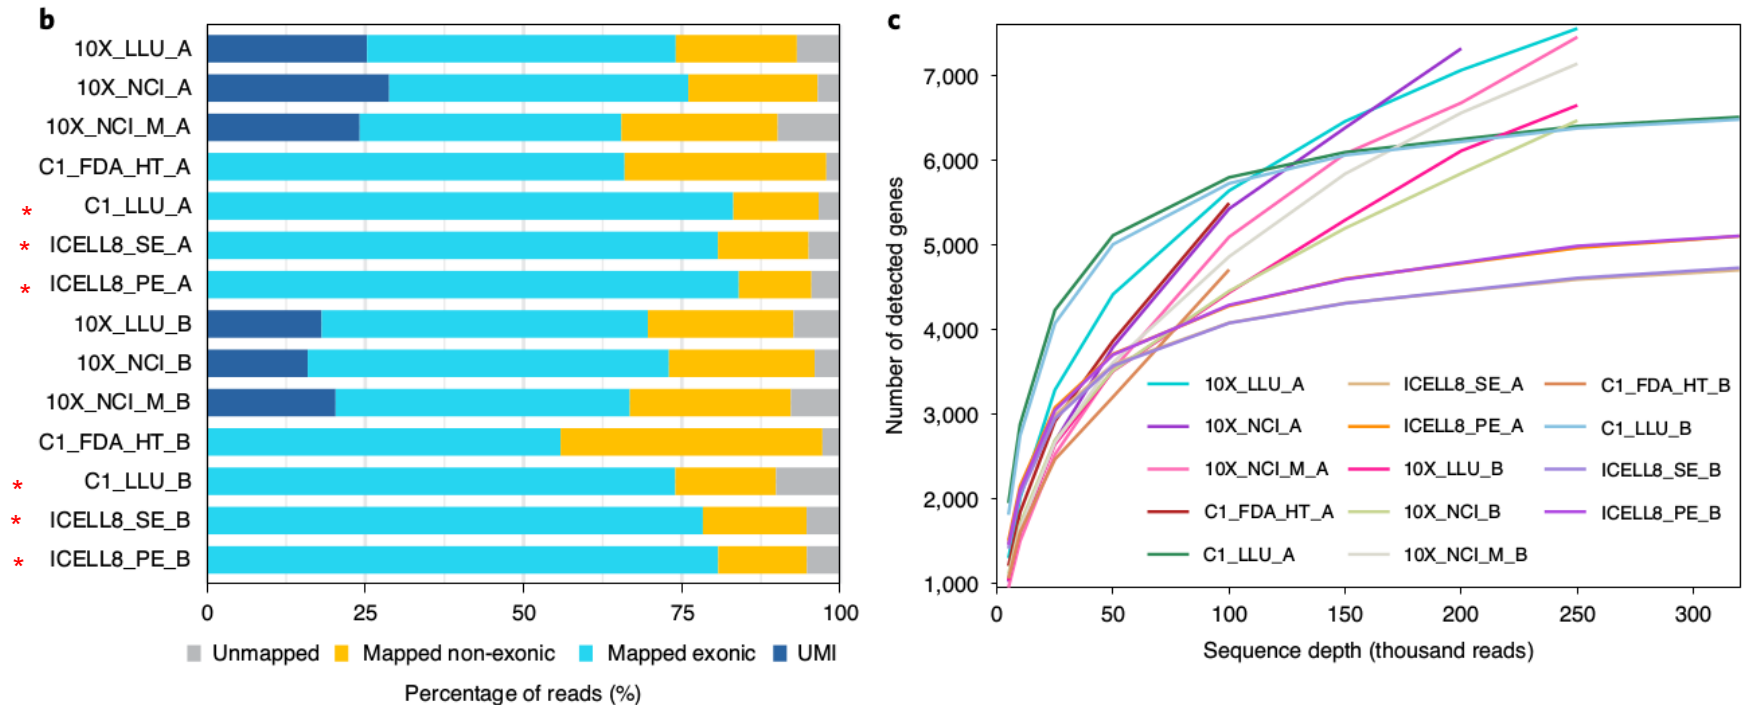 b
10X_LLU_A
10X_NCI_A
10X_NCI_M_A
C1_FDA_HT_A
* C1_LLU_A
* ICELL8_SE_A
* ICELL8_PE_A
10X_LLU_B
10X_NCI_B
10X_NCI_M_B
C1_FDA_HT_B
* C1_LLU_B
* ICELL8_SE_B
* ICELL8_PE_B
0 25 50 75 100
Unmapped Mapped non-exonic Mapped exonic UMI
Percentage of reads (%)
c
Number of detected genes
7,000
6,000
5,000
4,000
3,000
2,000
1,000
10X_LLU_A ICELL8_SE_A C1_FDA_HT_B
10X_NCI_A ICELL8_PE_A C1_LLU_B
10X_NCI_M_A 10X_LLU_B ICELL8_SE_B
C1_FDA_HT_A 10X_NCI_B ICELL8_PE_B
C1_LLU_A 10X_NCI_M_B
0 50 100 150 200 250 300
Sequence depth (thousand reads)